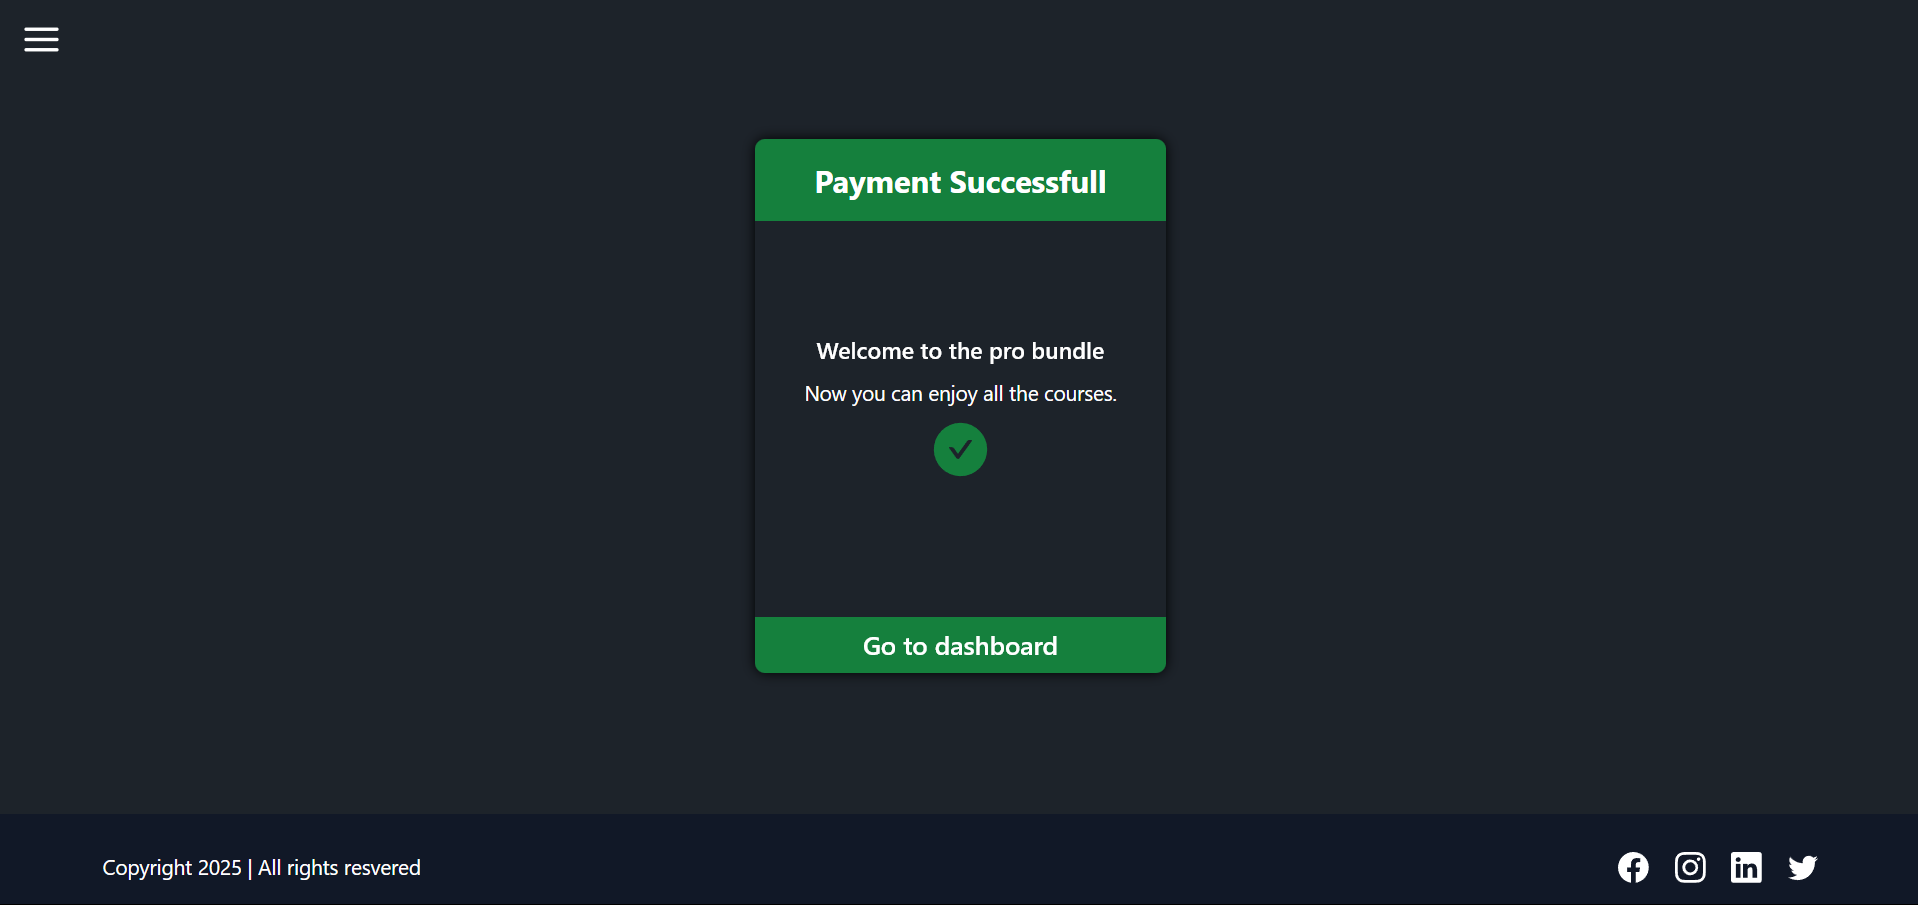 Payment Successfull
Welcome to the pro bundle
Now you can enjoy all the courses.
Go to dashboard
Copyright 2025 | All rights resvered